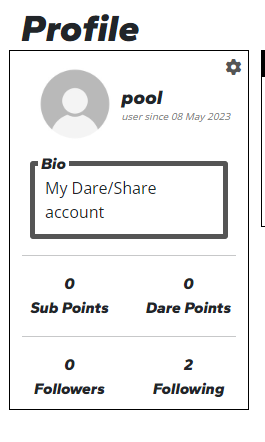 Profile
pool
user since 08 May 2023
Bio
My Dare/Share
account
0 0
Sub Points Dare Points
0 2
Followers Following